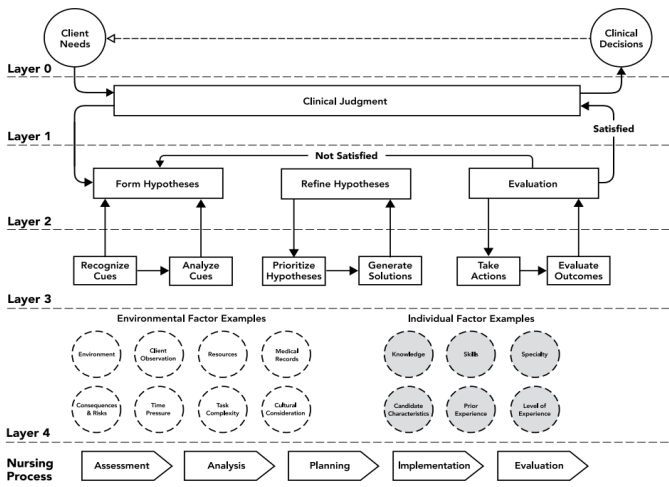 Client
Needs
Clinical
Decisions
Layer 0
Clinical Judgment
Satisfied
Layer 1
Not Satisfied
Form Hypotheses
Refine Hypotheses
Evaluation
Layer 2
Recognize
Cues
Analyze
Cues
Prioritize
Hypotheses
Generate
Solutions
Take
Actions
Evaluate
Outcomes
Layer 3
Environmental Factor Examples
Individual Factor Examples
Environment
Client
Observation
Resources
Medical
Records
Knowledge
Skills
Specialty
Consequences
& Risks
Time
Pressure
Task
Complexity
Cultural
Consideration
Candidate
Characteristics
Prior
Experience
Level of
Experience
Layer 4
Nursing
Process
Assessment
Analysis
Planning
Implementation
Evaluation